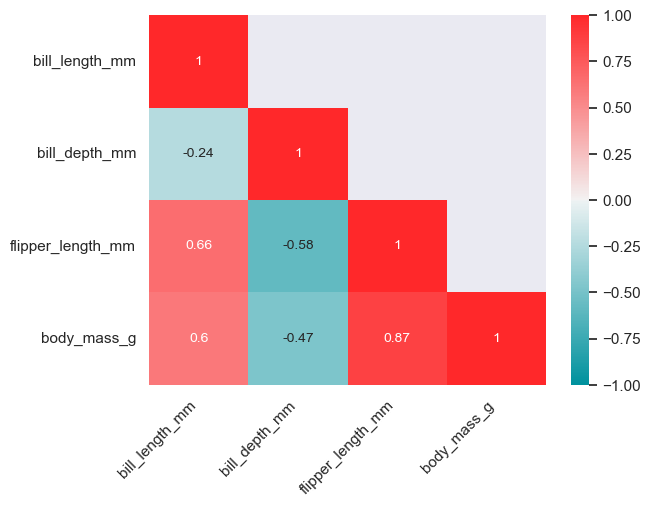 bill_length_mm
1
1.00
0.75
0.50
bill_depth_mm
-0.24
1
0.25
0.00
−0.25
flipper_length_mm
0.66
-0.58
1
−0.50
body_mass_g
0.6
-0.47
0.87
1
−0.75
−1.00
bill_length_mm
bill_depth_mm
flipper_length_mm
body_mass_g